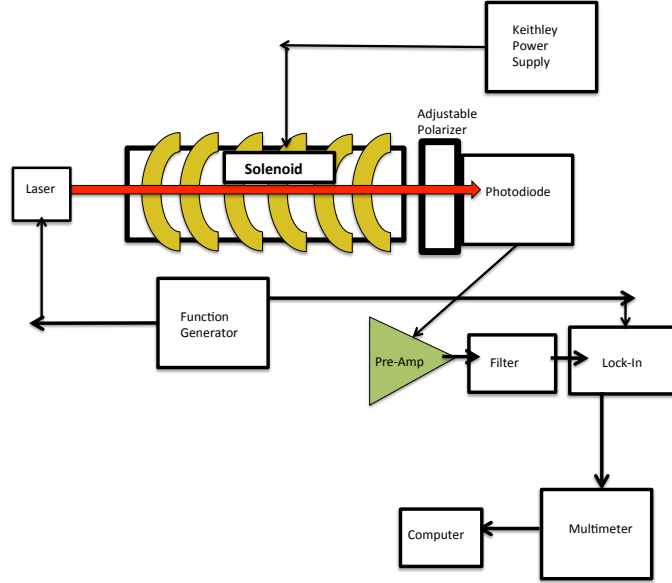 Keithley
Power
Supply
Adjustable
Polarizer
Solenoid
Laser
Photodiode
Function
Generator
Pre-Amp
Filter
Lock-In
Computer
Multimeter